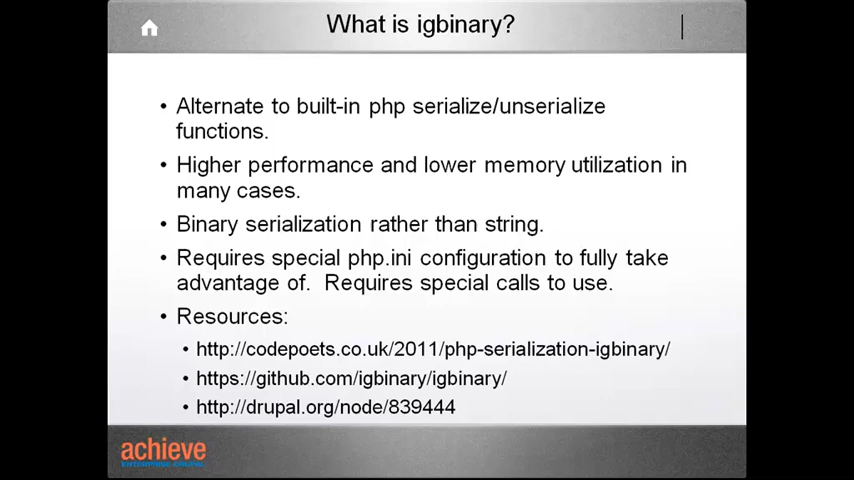 What is igbinary?
• Alternate to built-in php serialize/unserialize
functions.
• Higher performance and lower memory utilization in
many cases.
• Binary serialization rather than string.
• Requires special php.ini configuration to fully take
advantage of.  Requires special calls to use.
• Resources:
• http://codepoets.co.uk/2011/php-serialization-igbinary/
• https://github.com/igbinary/igbinary/
• http://drupal.org/node/839444
achieve
ENTERPRISE DRUPAL